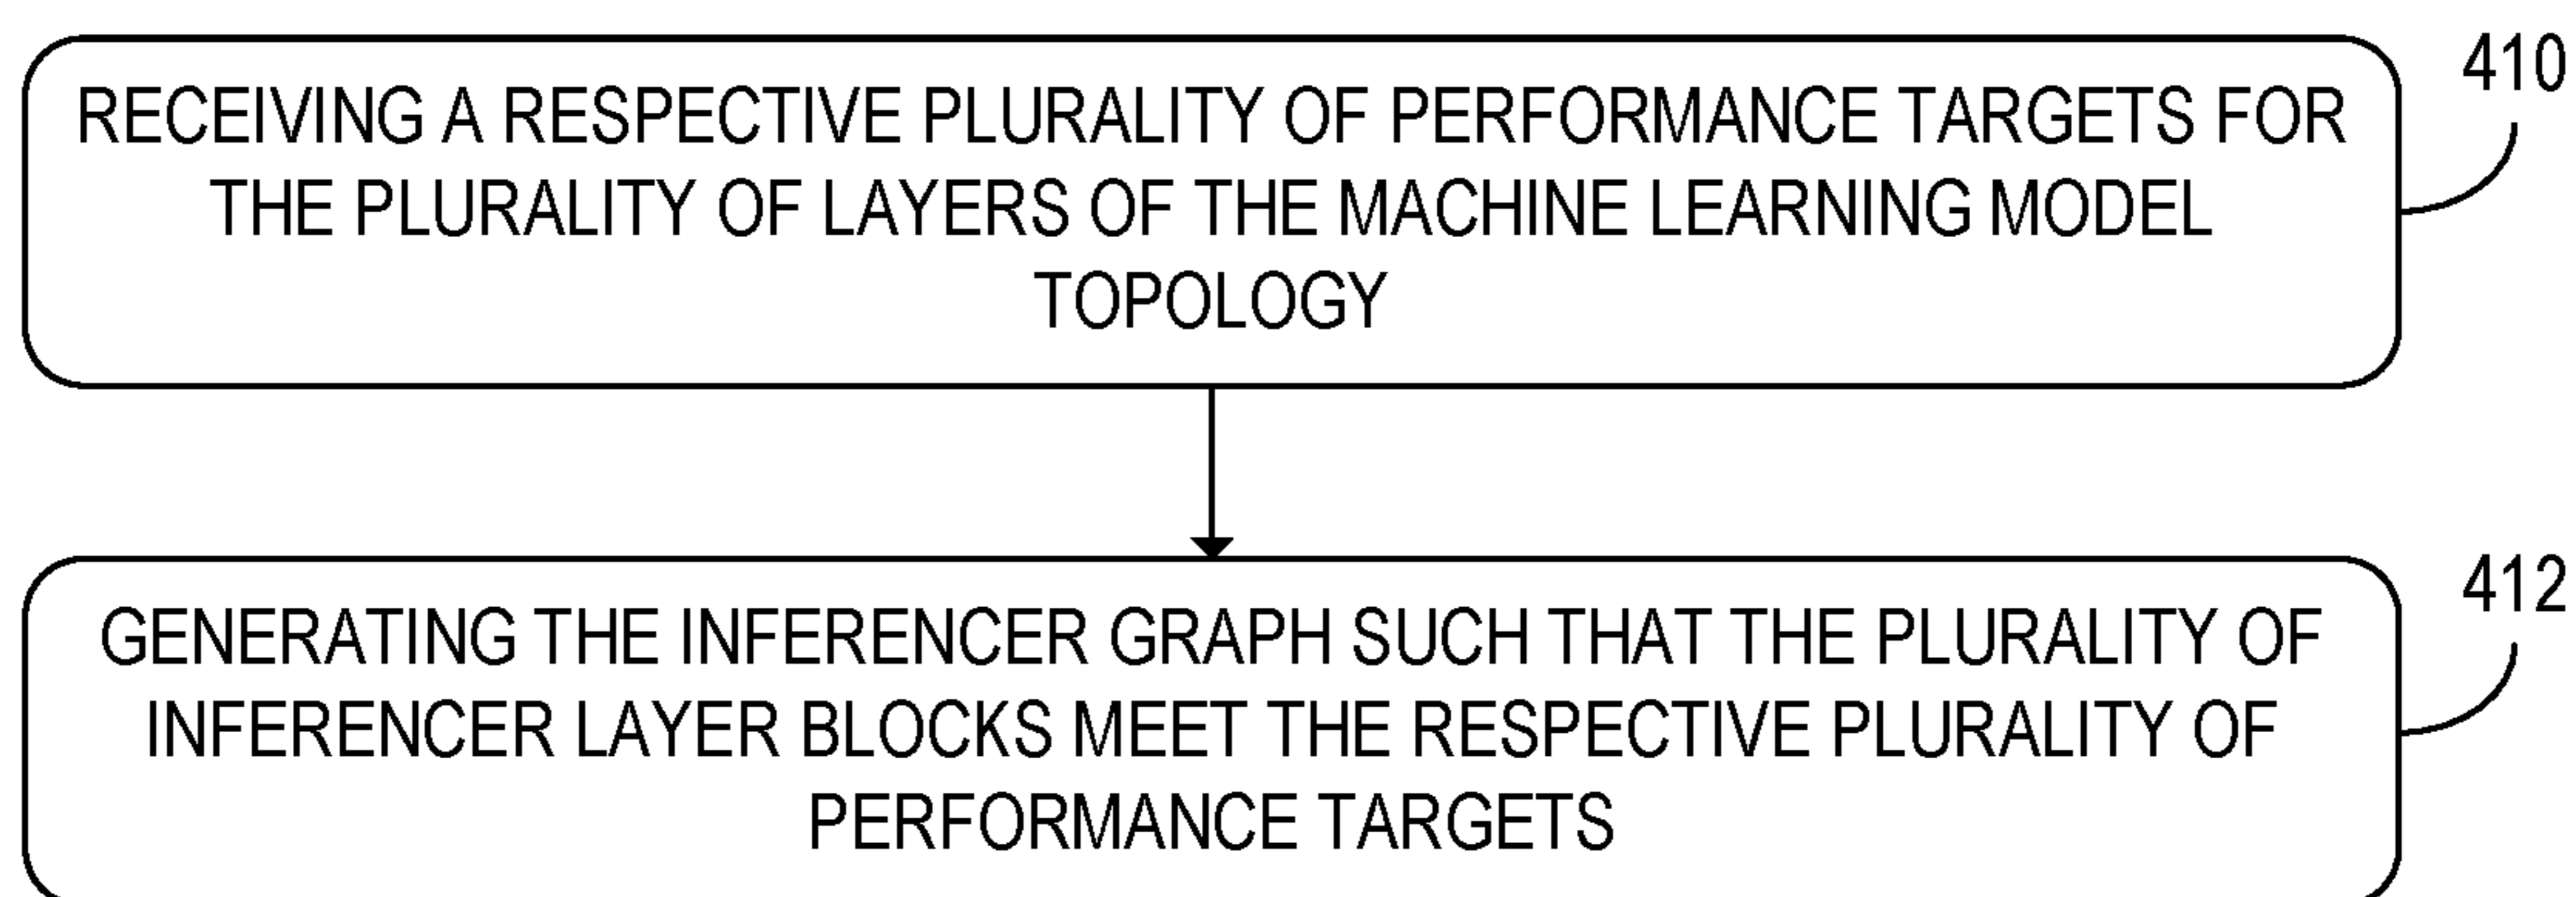 RECEIVING A RESPECTIVE PLURALITY OF PERFORMANCE TARGETS FOR
THE PLURALITY OF LAYERS OF THE MACHINE LEARNING MODEL
TOPOLOGY
410
GENERATING THE INFERENCER GRAPH SUCH THAT THE PLURALITY OF
INFERENCER LAYER BLOCKS MEET THE RESPECTIVE PLURALITY OF
PERFORMANCE TARGETS
412